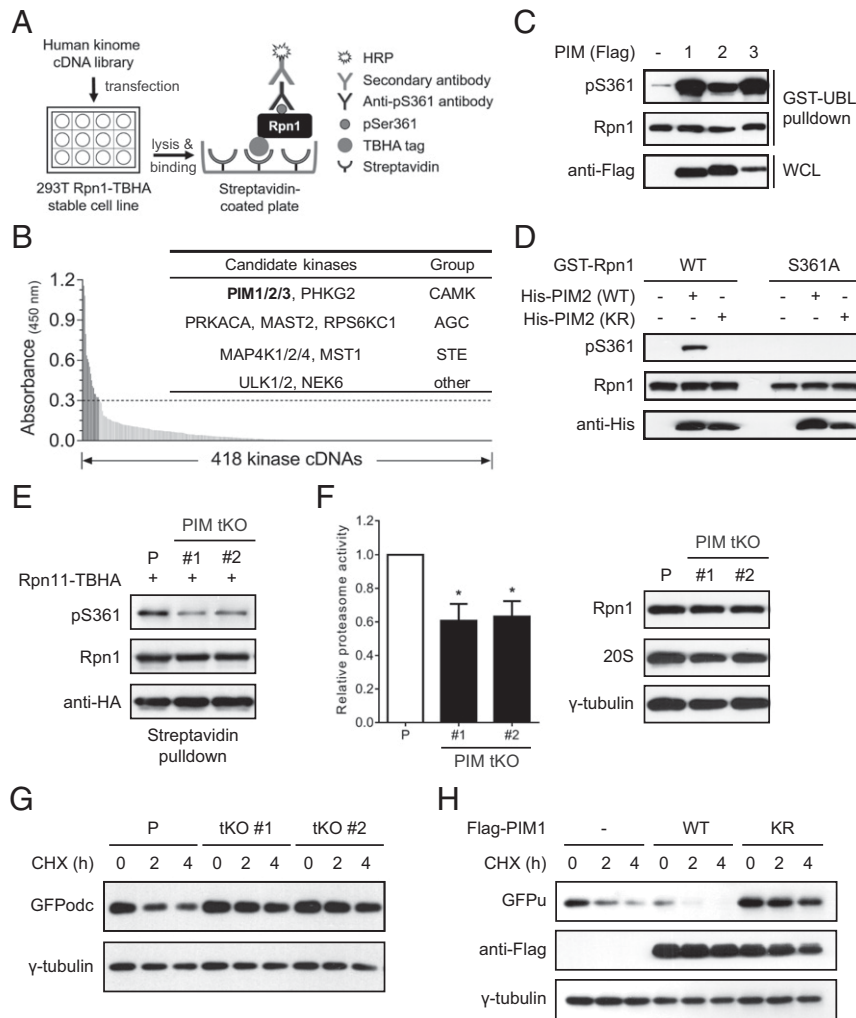 A
Human kinome
cDNA library
transfection
293T Rpn1-TBHA
stable cell line
lysis &
binding
Rpn1
Streptavidin-
coated plate
HRP
Secondary antibody
Anti-pS361 antibody
pSer361
TBHA tag
Streptavidin
B
Absorbance (450 nm)
1.2
0.9
0.6
0.3
0.0
Candidate kinases Group
PIM1/2/3, PHKG2 CAMK
PRKACA, MAST2, RPS6KC1 AGC
MAP4K1/2/4, MST1 STE
ULK1/2, NEK6 other
418 kinase cDNAs
C
PIM (Flag) - 1 2 3
pS361
Rpn1
anti-Flag
GST-UBL
pulldown
WCL
D
GST-Rpn1 WT S361A
His-PIM2 (WT) - + - - + -
His-PIM2 (KR) - - + - - +
pS361
Rpn1
anti-His
E
PIM tKO
P #1 #2
Rpn11-TBHA + + +
pS361
Rpn1
anti-HA
Streptavidin
pulldown
F
Relative proteasome activity
1.2
1.0
0.8
0.6
0.4
0.2
0.0
* *
P #1 #2
PIM tKO
PIM tKO
P #1 #2
Rpn1
20S
γ-tubulin
G
P tKO #1 tKO #2
CHX (h) 0 2 4 0 2 4 0 2 4
GFPodc
γ-tubulin
H
Flag-PIM1 - WT KR
CHX (h) 0 2 4 0 2 4 0 2 4
GFPu
anti-Flag
γ-tubulin